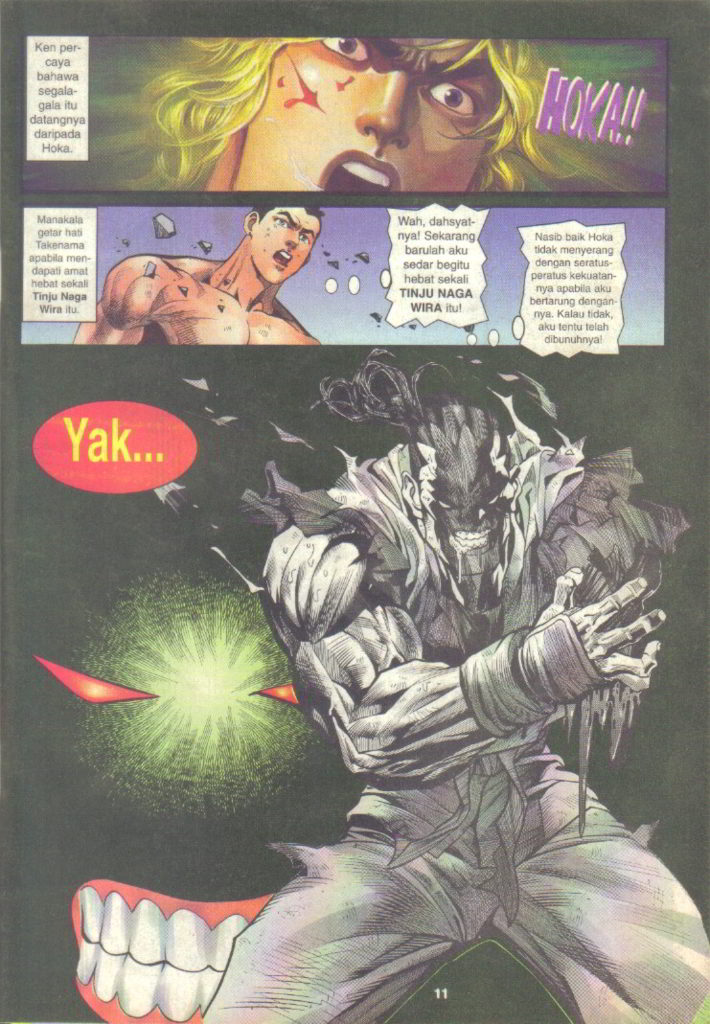 Ken per-
caya
bahawa
segala-
gala itu
datangnya
daripada
Hoka.
HOKA!!
Manakala
getar hati
Takenama
apabila men-
dapati amat
hebat sekali
Tinju Naga
Wira itu.
Wah, dahsyat-
nya! Sekarang
barulah aku
sedar begitu
hebat sekali
TINJU NAGA
WIRA itu!
Nasib baik Hoka
tidak menyerang
dengan seratus-
peratus kekuatan-
nya apabila aku
bertarung dengan-
nya. Kalau tidak,
aku tentu telah
dibunuhnya!
Yak...
11